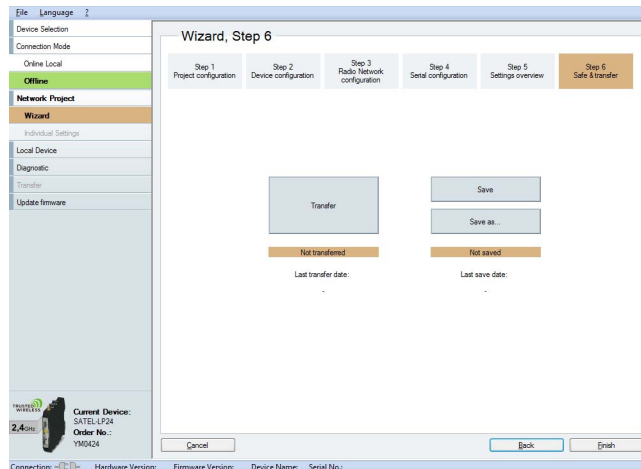 File Language ?
Device Selection
Connection Mode
Online Local
Offline
Network Project
Wizard
Individual Settings
Local Device
Diagnostic
Transfer
Update firmware
Wizard, Step 6
Step 1
Project configuration
Step 2
Device configuration
Step 3
Radio Network
configuration
Step 4
Serial configuration
Step 5
Settings overview
Step 6
Safe & transfer
Transfer
Not transferred
Last transfer date:
-
Save
Save as...
Not saved
Last save date:
-
TRUSTED
WIRELESS
2,4GHz
Current Device:
SATEL-LP24
Order No.:
YM0424
Cancel
Back
Finish
Connection: Hardware Version: Firmware Version: Device Name: Serial No.: